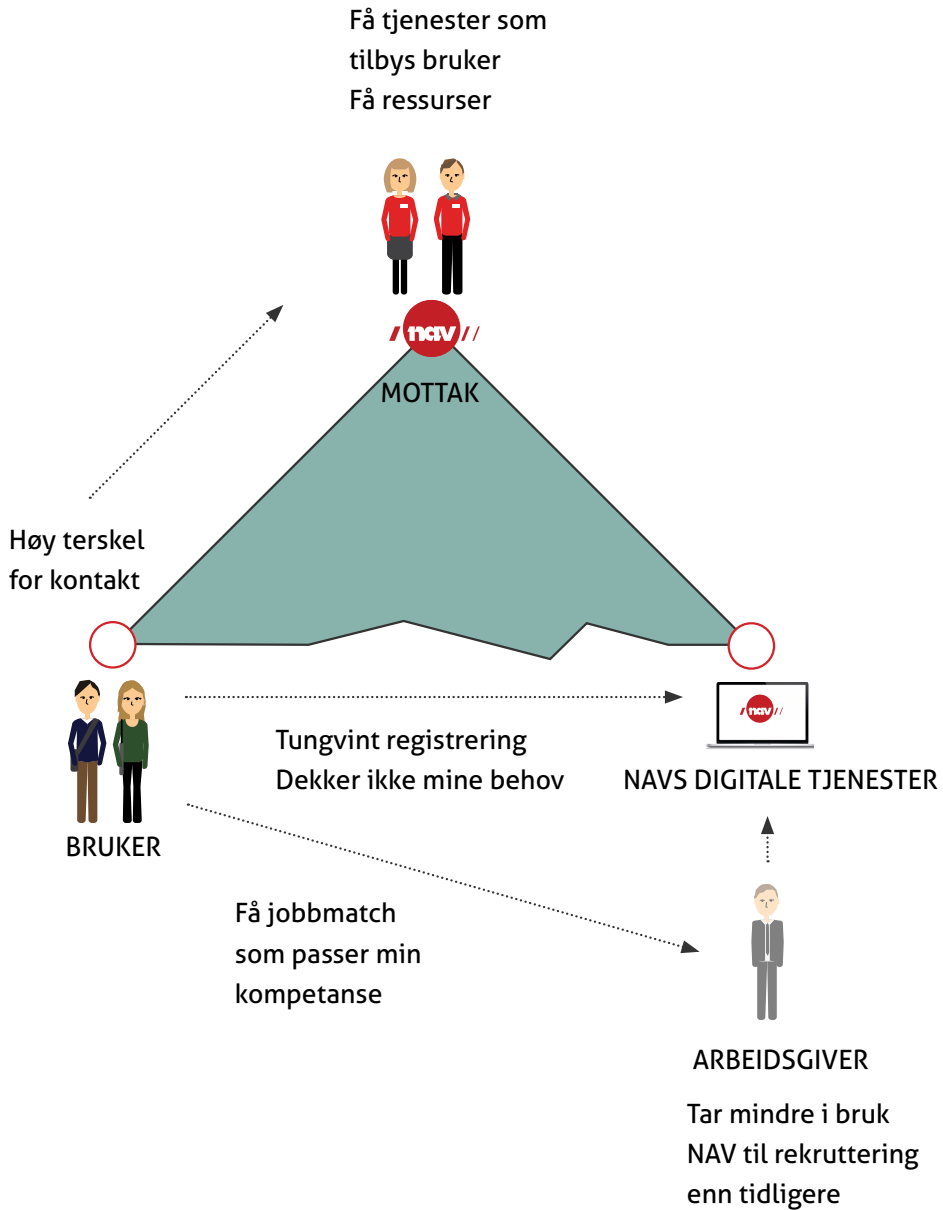 Få tjenester som
tilbys bruker
Få ressurser
nav
MOTTAK
Høy terskel
for kontakt
nav
Tungvint registrering
Dekker ikke mine behov
NAVS DIGITALE TJENESTER
BRUKER
Få jobbmatch
som passer min
kompetanse
ARBEIDSGIVER
Tar mindre i bruk
NAV til rekruttering
enn tidligere